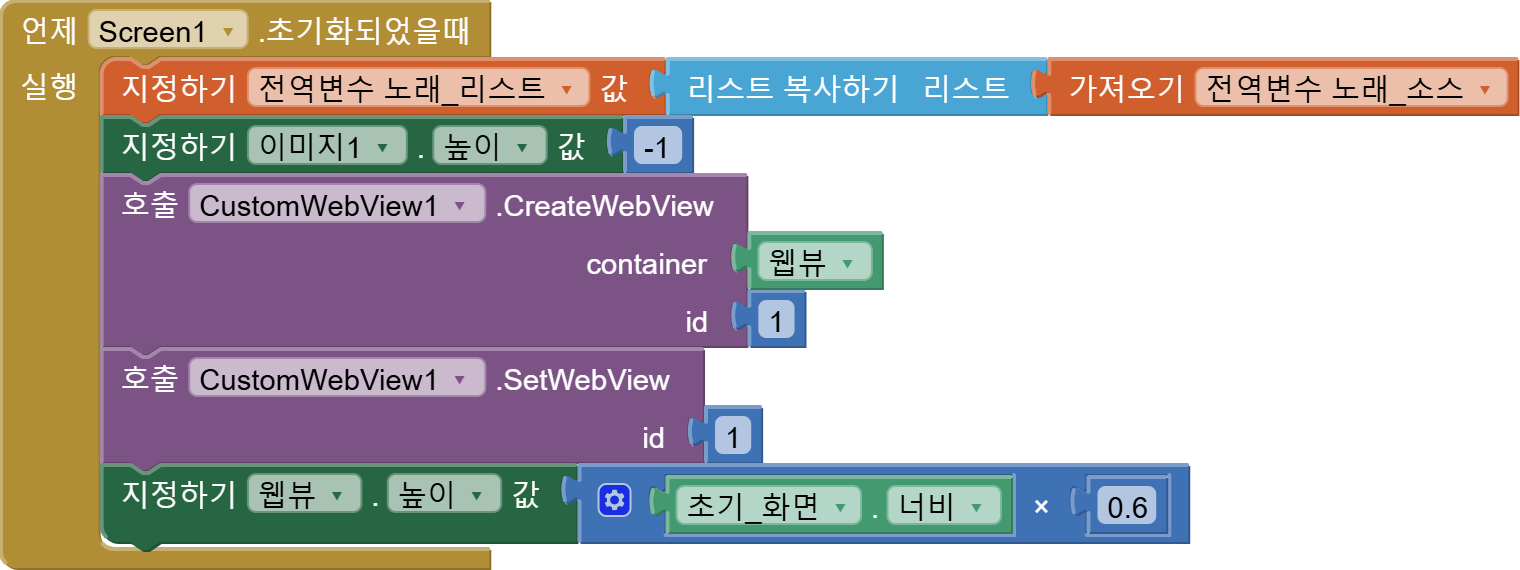 언제 Screen1 .초기화되었을때
실행 지정하기 전역변수 노래_리스트 값 리스트 복사하기 리스트 가져오기 전역변수 노래_소스
지정하기 이미지1 . 높이 값 -1
호출 CustomWebView1 .CreateWebView
container 웹뷰
id 1
호출 CustomWebView1 .SetWebView
id 1
지정하기 웹뷰 . 높이 값 초기_화면 . 너비 × 0.6